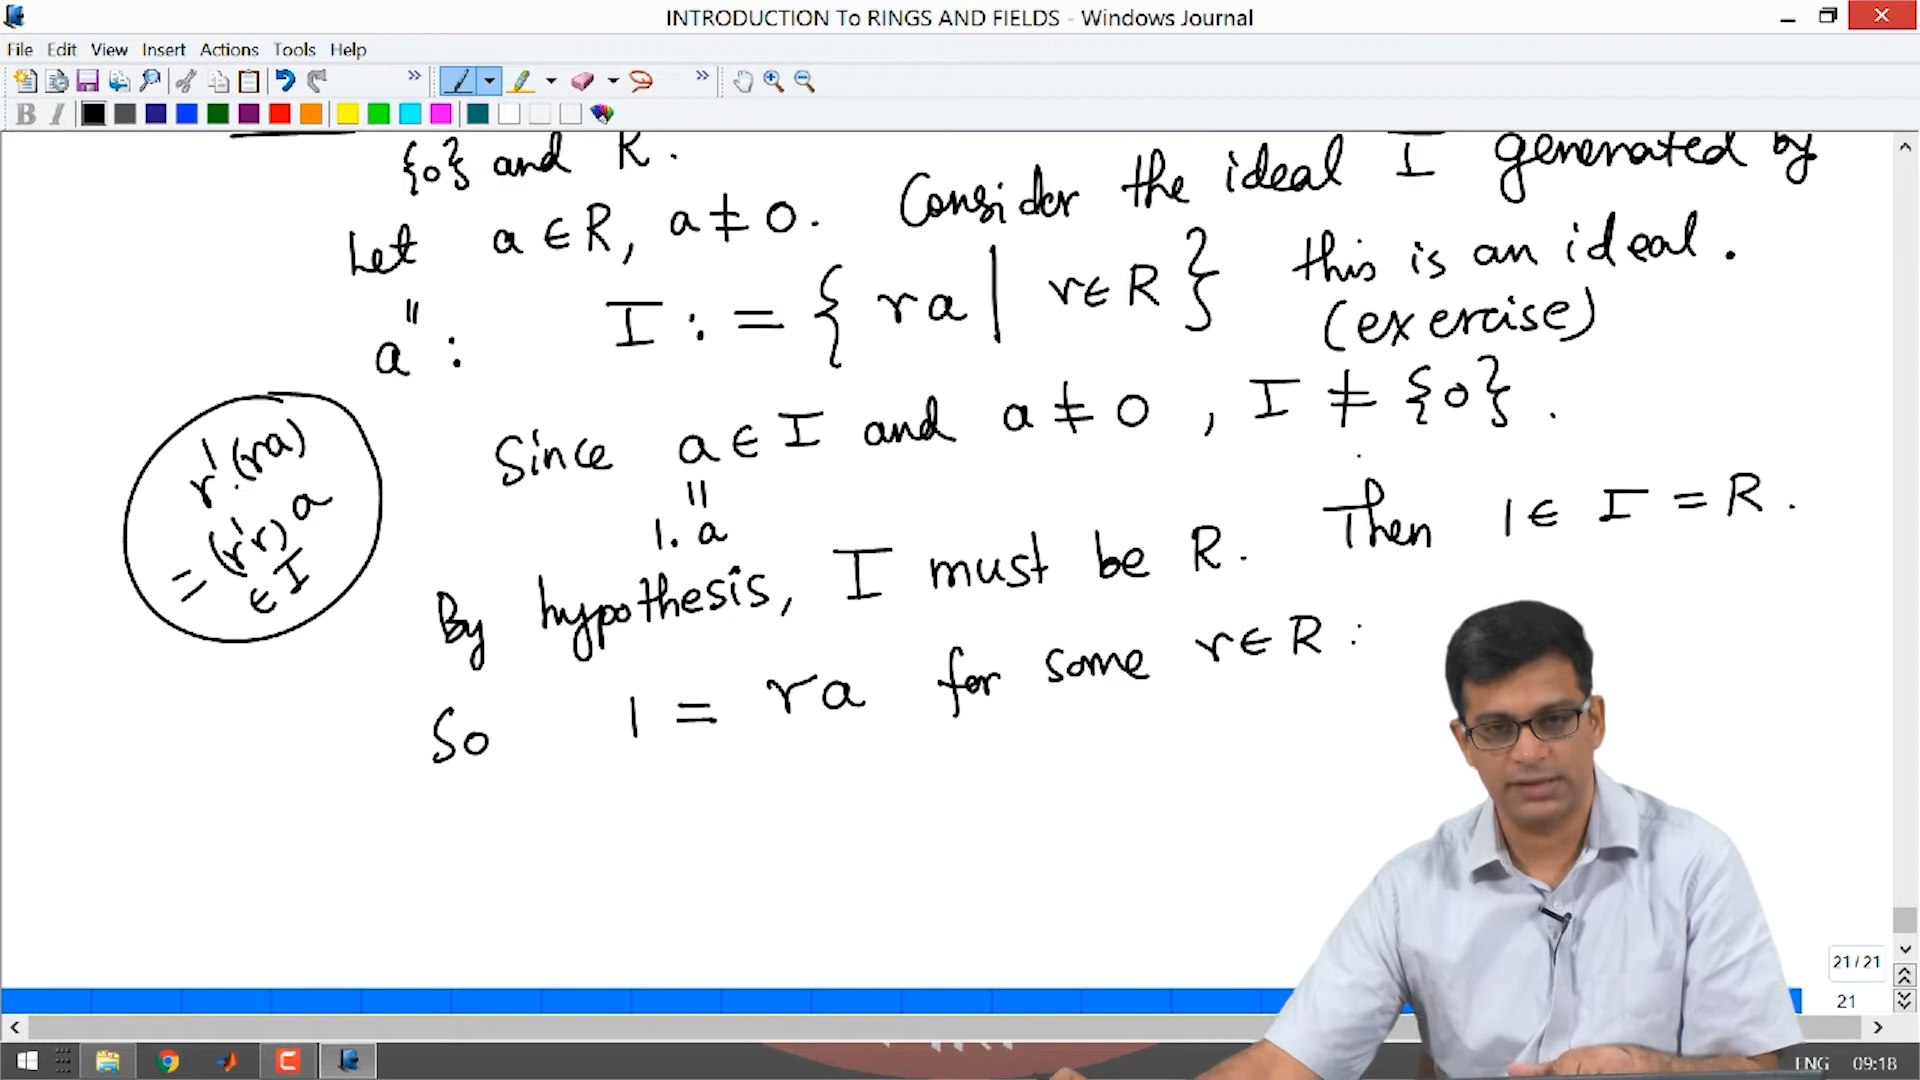 INTRODUCTION To RINGS AND FIELDS - Windows Journal
File Edit View Insert Actions Tools Help
B I
{0} and R.
Let a ∈ R, a ≠ 0. Consider the ideal I generated by
a": I := { ra | r ∈ R } this is an ideal.
(exercise)
Since a ∈ I and a ≠ 0, I ≠ {0}.
"
1. a
r'.(ra)
= (r'r) a
∈ I
By hypothesis, I must be R. Then 1 ∈ I = R.
So 1 = ra for some r ∈ R :
21 / 21
21
ENG 09:18